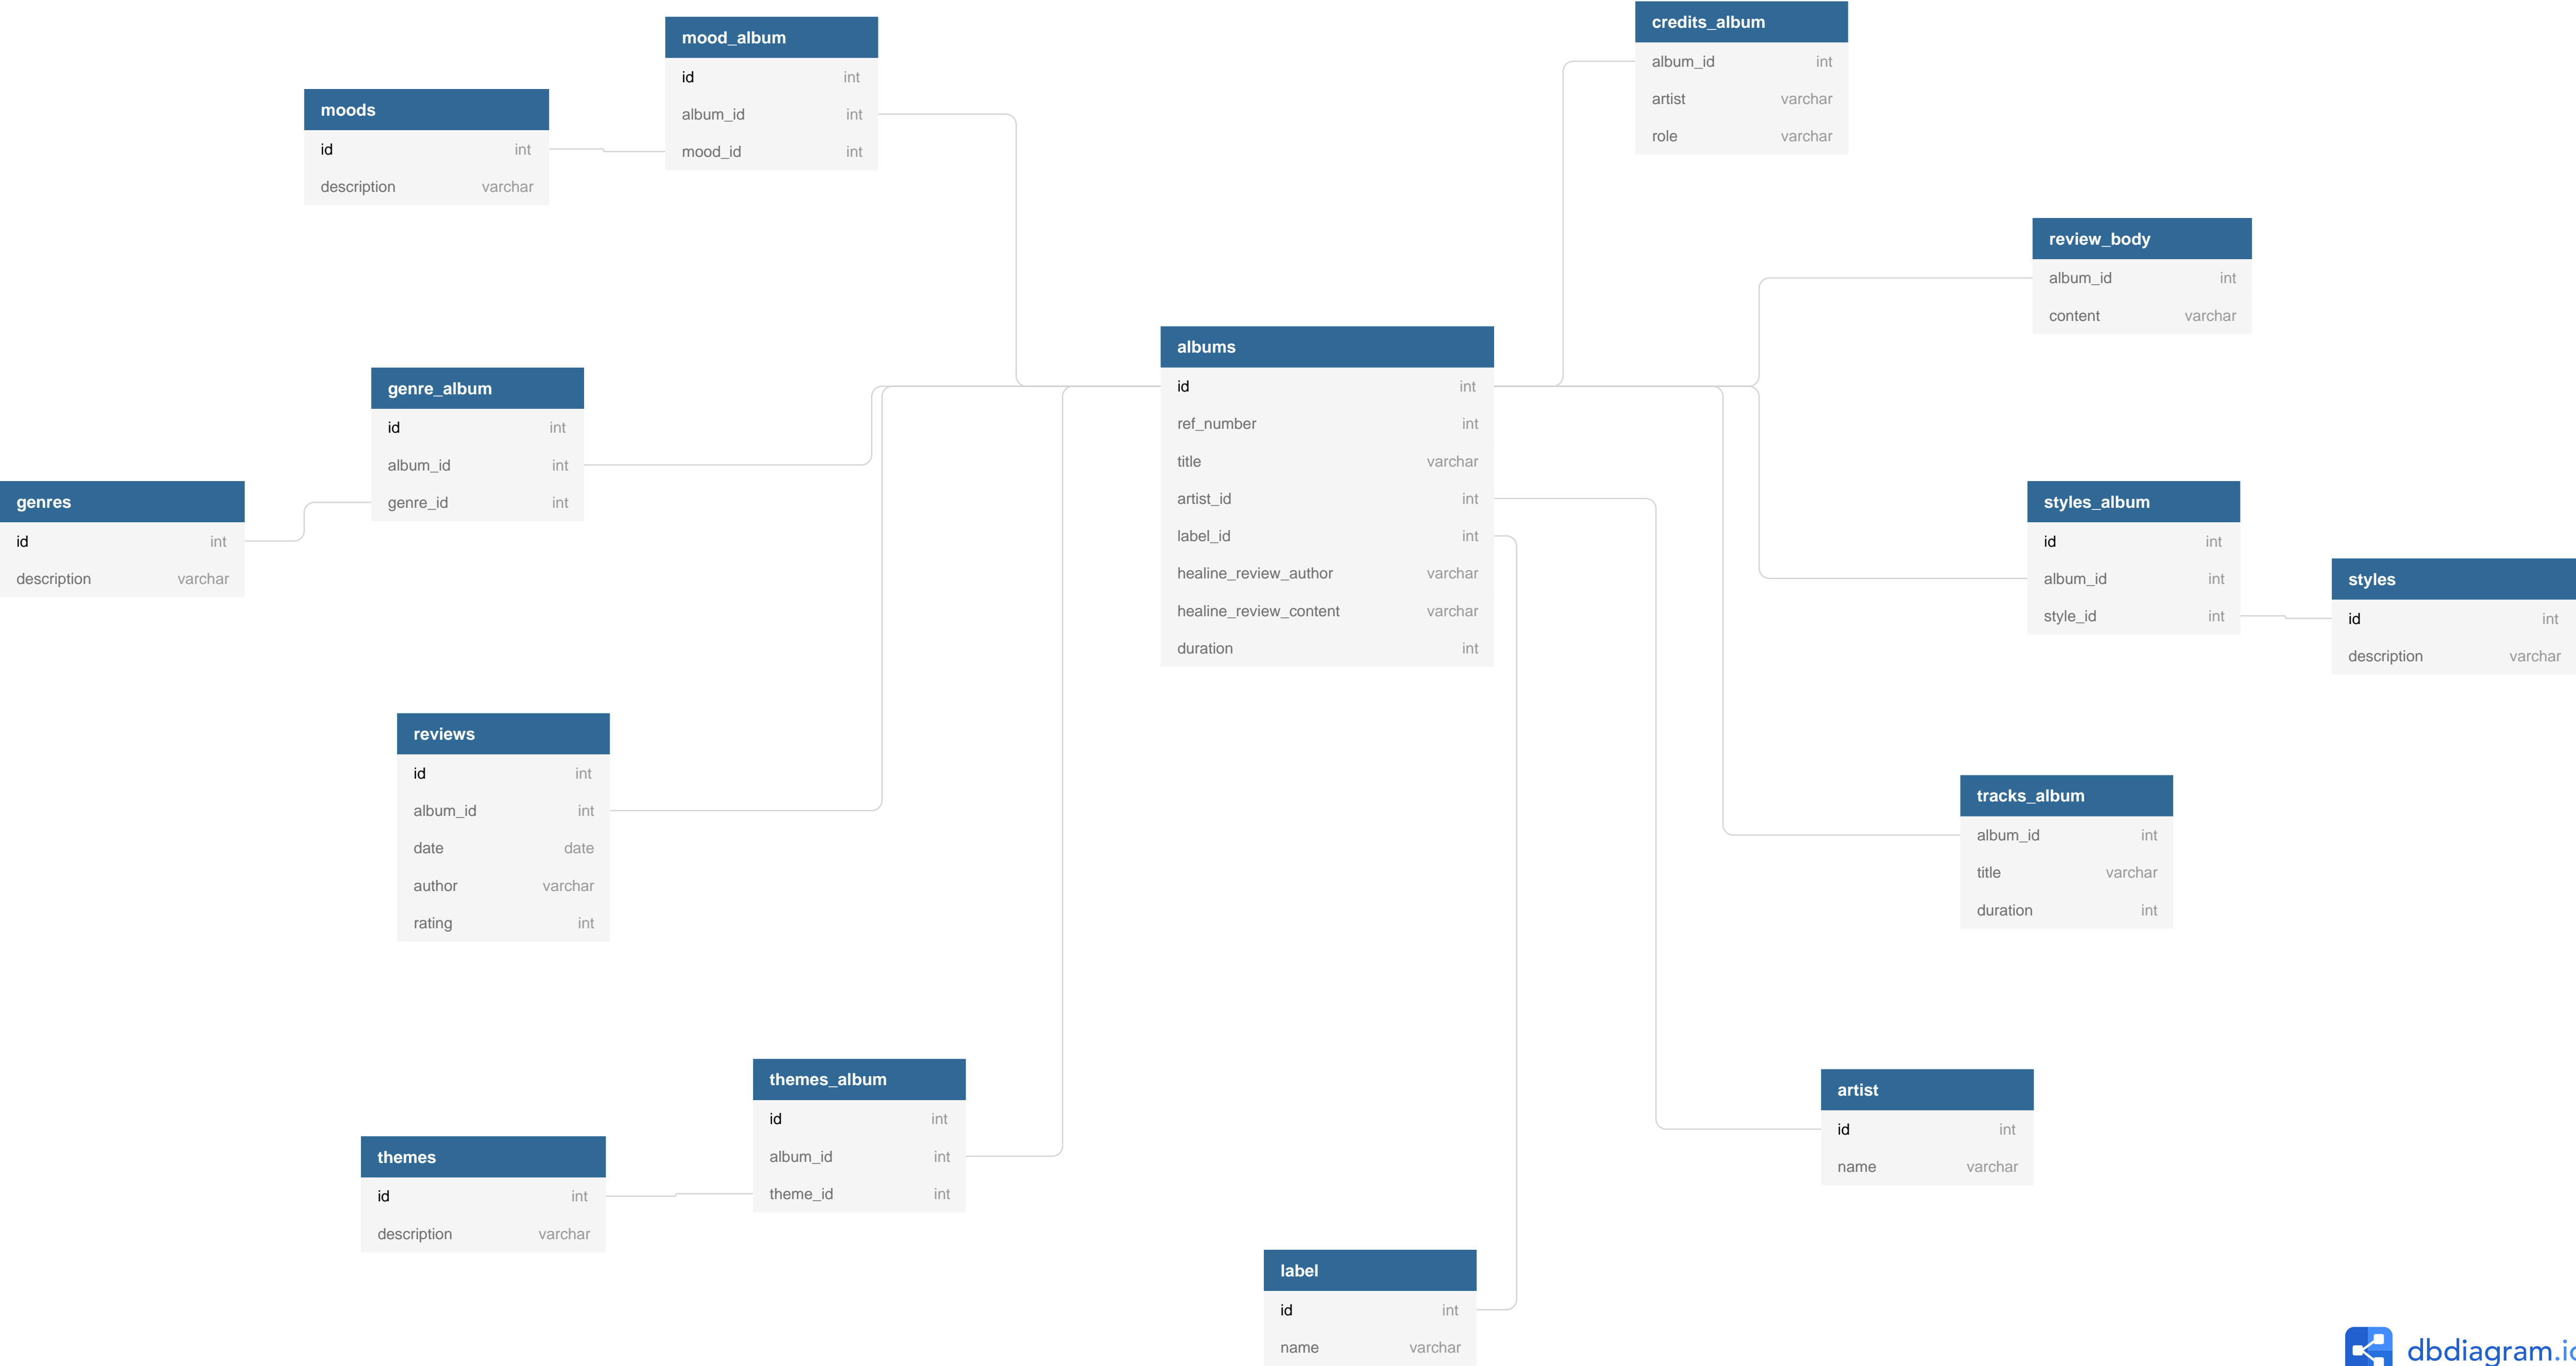 mood_album
id int
album_id int
mood_id int
moods
id int
description varchar
credits_album
album_id int
artist varchar
role varchar
review_body
album_id int
content varchar
albums
id int
ref_number int
title varchar
artist_id int
label_id int
healine_review_author varchar
healine_review_content varchar
duration int
genre_album
id int
album_id int
genre_id int
genres
id int
description varchar
styles_album
id int
album_id int
style_id int
styles
id int
description varchar
reviews
id int
album_id int
date date
author varchar
rating int
tracks_album
album_id int
title varchar
duration int
themes_album
id int
album_id int
theme_id int
themes
id int
description varchar
artist
id int
name varchar
label
id int
name varchar
dbdiagram.io